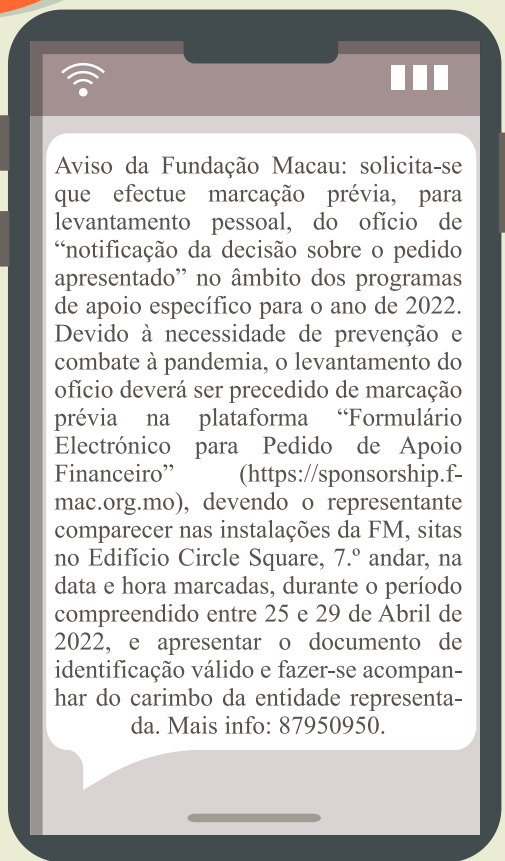 Aviso da Fundação Macau: solicita-se
que efectue marcação prévia, para
levantamento pessoal, do ofício de
“notificação da decisão sobre o pedido
apresentado” no âmbito dos programas
de apoio específico para o ano de 2022.
Devido à necessidade de prevenção e
combate à pandemia, o levantamento do
ofício deverá ser precedido de marcação
prévia na plataforma “Formulário
Electrónico para Pedido de Apoio
Financeiro” (https://sponsorship.f-
mac.org.mo), devendo o representante
comparecer nas instalações da FM, sitas
no Edifício Circle Square, 7.º andar, na
data e hora marcadas, durante o período
compreendido entre 25 e 29 de Abril de
2022, e apresentar o documento de
identificação válido e fazer-se acompan-
har do carimbo da entidade representa-
da. Mais info: 87950950.